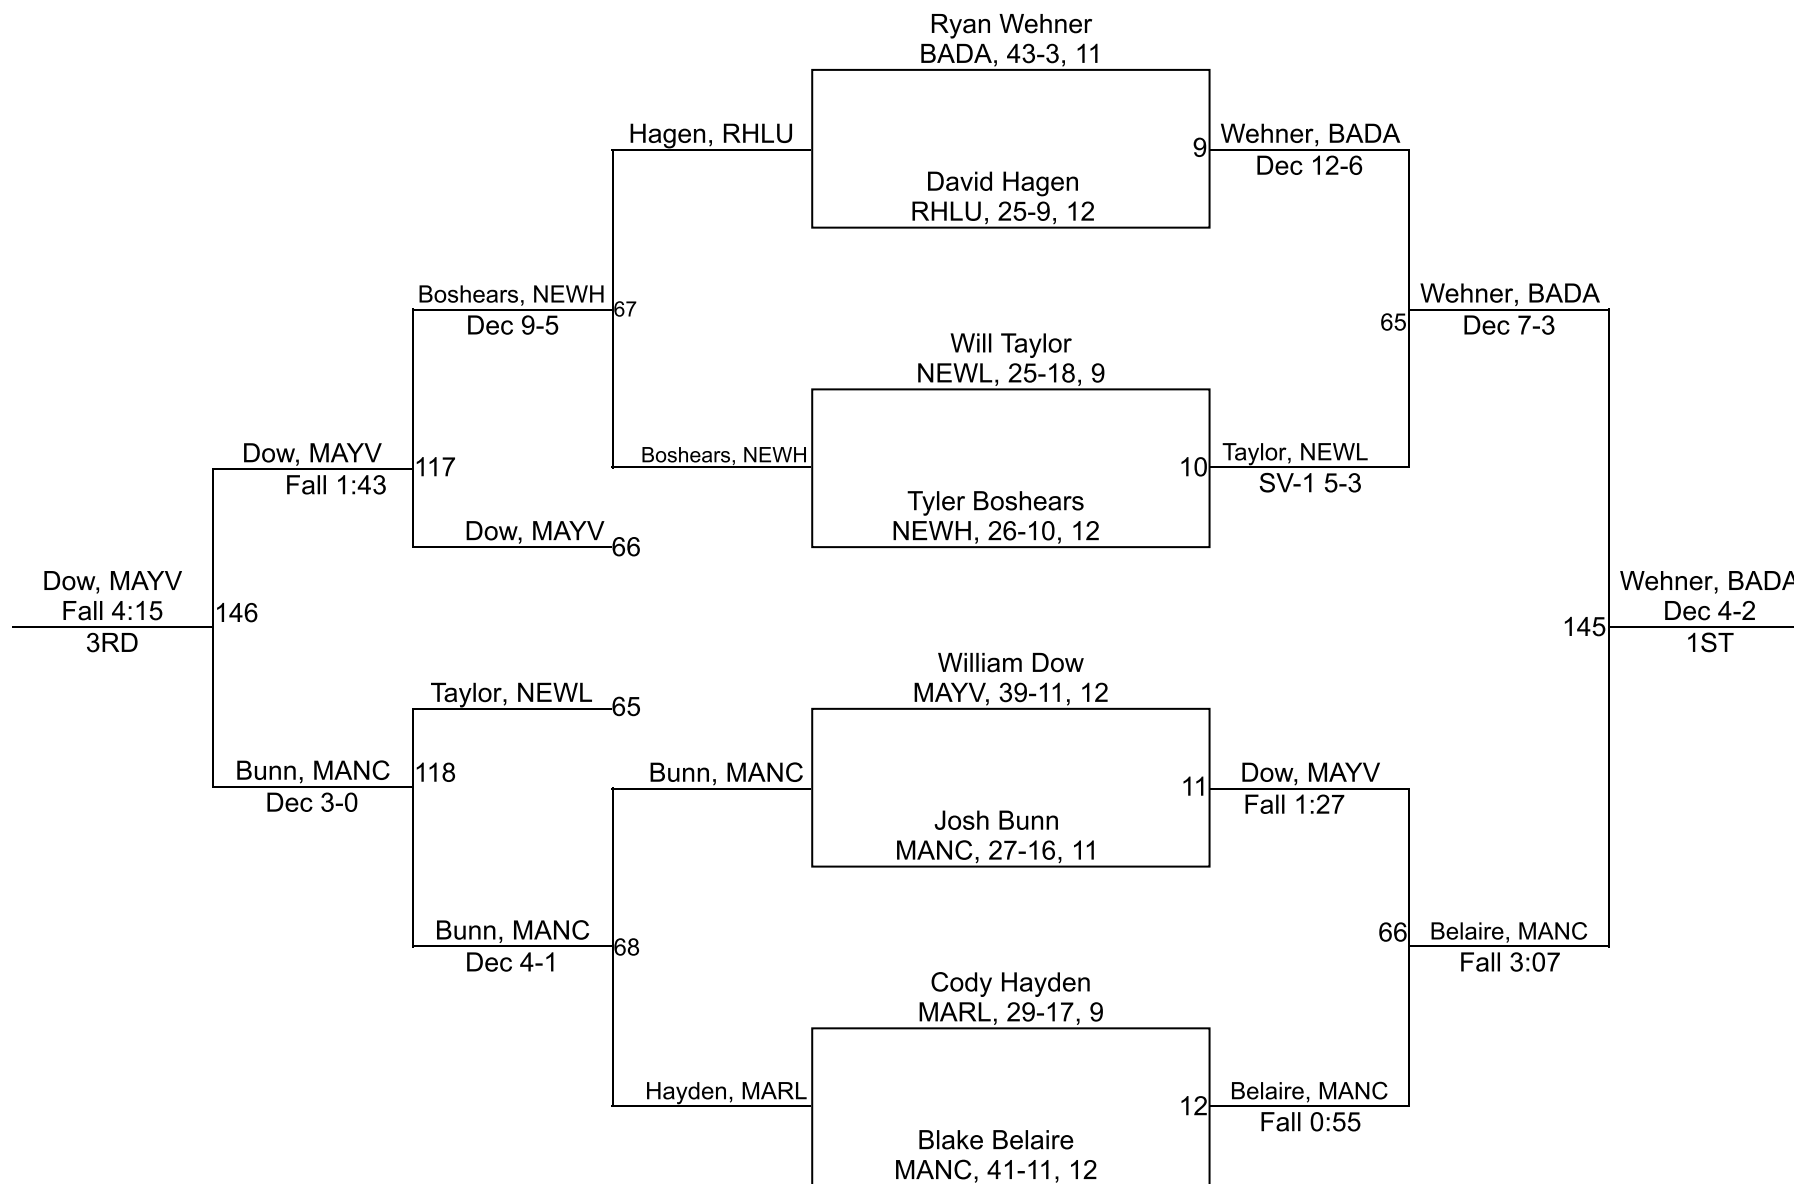 Ryan Wehner
BADA, 43-3, 11
Hagen, RHLU
9
Wehner, BADA
Dec 12-6
David Hagen
RHLU, 25-9, 12
Boshears, NEWH
Dec 9-5
67
Wehner, BADA
Dec 7-3
65
Will Taylor
NEWL, 25-18, 9
Boshears, NEWH
10
Taylor, NEWL
SV-1 5-3
Dow, MAYV
Fall 1:43
117
Tyler Boshears
NEWH, 26-10, 12
Dow, MAYV
66
Dow, MAYV
Fall 4:15
3RD
146
145
Wehner, BADA
Dec 4-2
1ST
William Dow
MAYV, 39-11, 12
Taylor, NEWL
65
Bunn, MANC
Dec 3-0
118
Bunn, MANC
11
Dow, MAYV
Fall 1:27
Josh Bunn
MANC, 27-16, 11
Bunn, MANC
Dec 4-1
68
66
Belaire, MANC
Fall 3:07
Cody Hayden
MARL, 29-17, 9
Hayden, MARL
12
Belaire, MANC
Fall 0:55
Blake Belaire
MANC, 41-11, 12